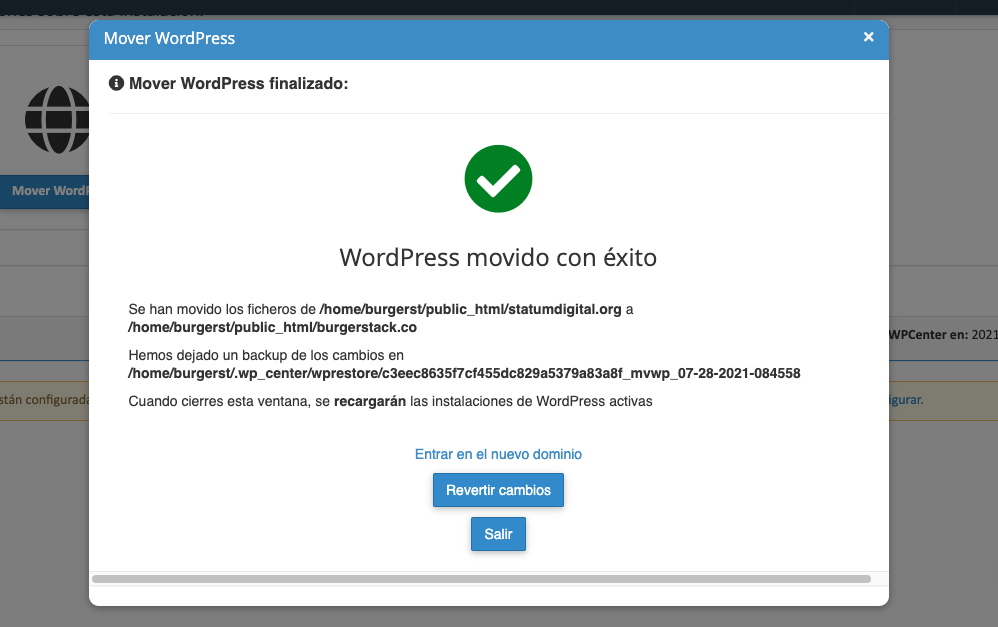 Mover WordPress
×
Mover WordPress finalizado:
Mover WordP
WordPress movido con éxito
Se han movido los ficheros de /home/burgerst/public_html/statumdigital.org a
/home/burgerst/public_html/burgerstack.co
WPCenter en: 2021
Hemos dejado un backup de los cambios en
/home/burgerst/.wp_center/wprestore/c3eec8635f7cf455dc829a5379a83a8f_mvwp_07-28-2021-084558
stán configurada
Cuando cierres esta ventana, se recargarán las instalaciones de WordPress activas
igurar.
Entrar en el nuevo dominio
Revertir cambios
Salir